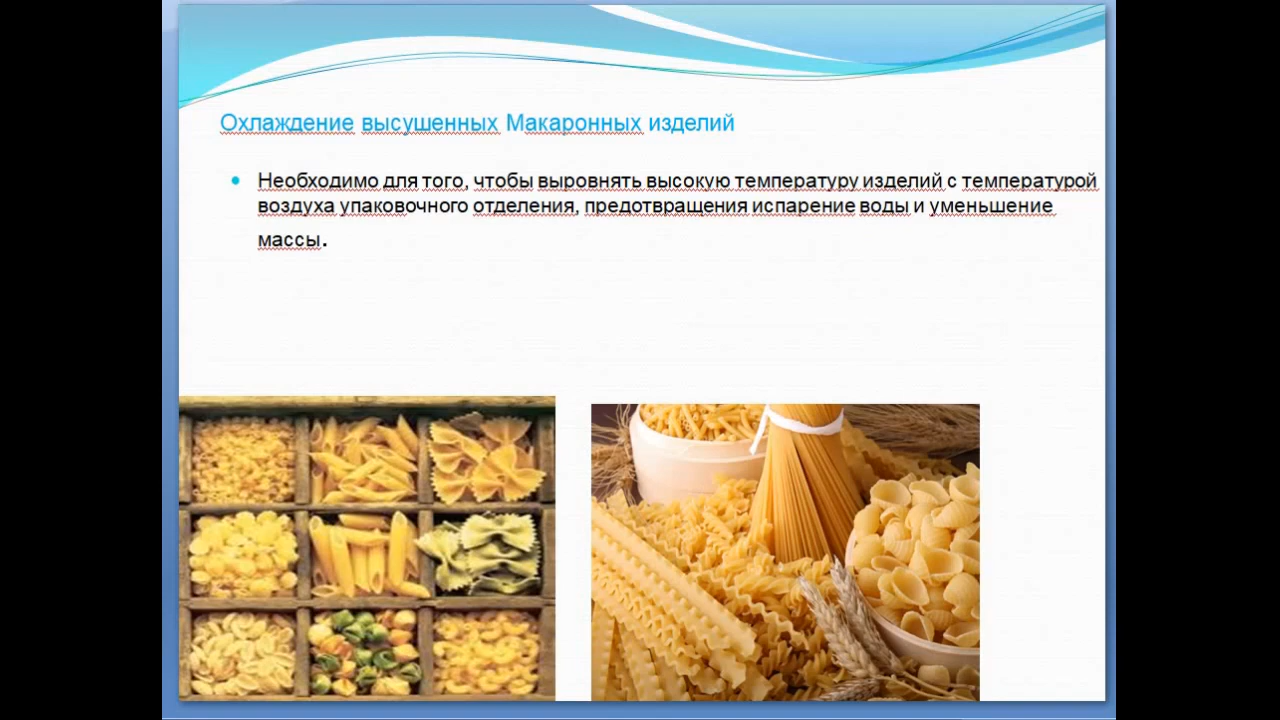 Охлаждение высушенных Макаронных изделий
Необходимо для того, чтобы выровнять высокую температуру изделий с температурой
воздуха упаковочного отделения, предотвращения испарение воды и уменьшение
массы.